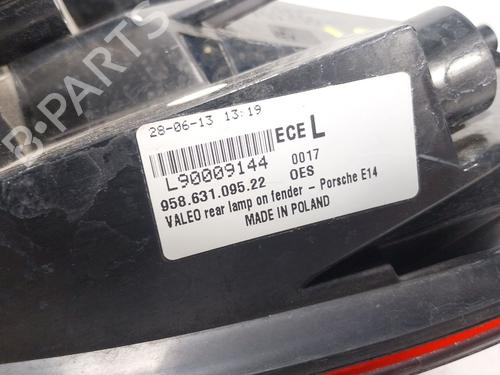 B-PARTS
28-06-13 13:19
ECE L
L90009144
0017
958.631.095.22
OES
VALEO rear lamp on fender - Porsche E14
MADE IN POLAND